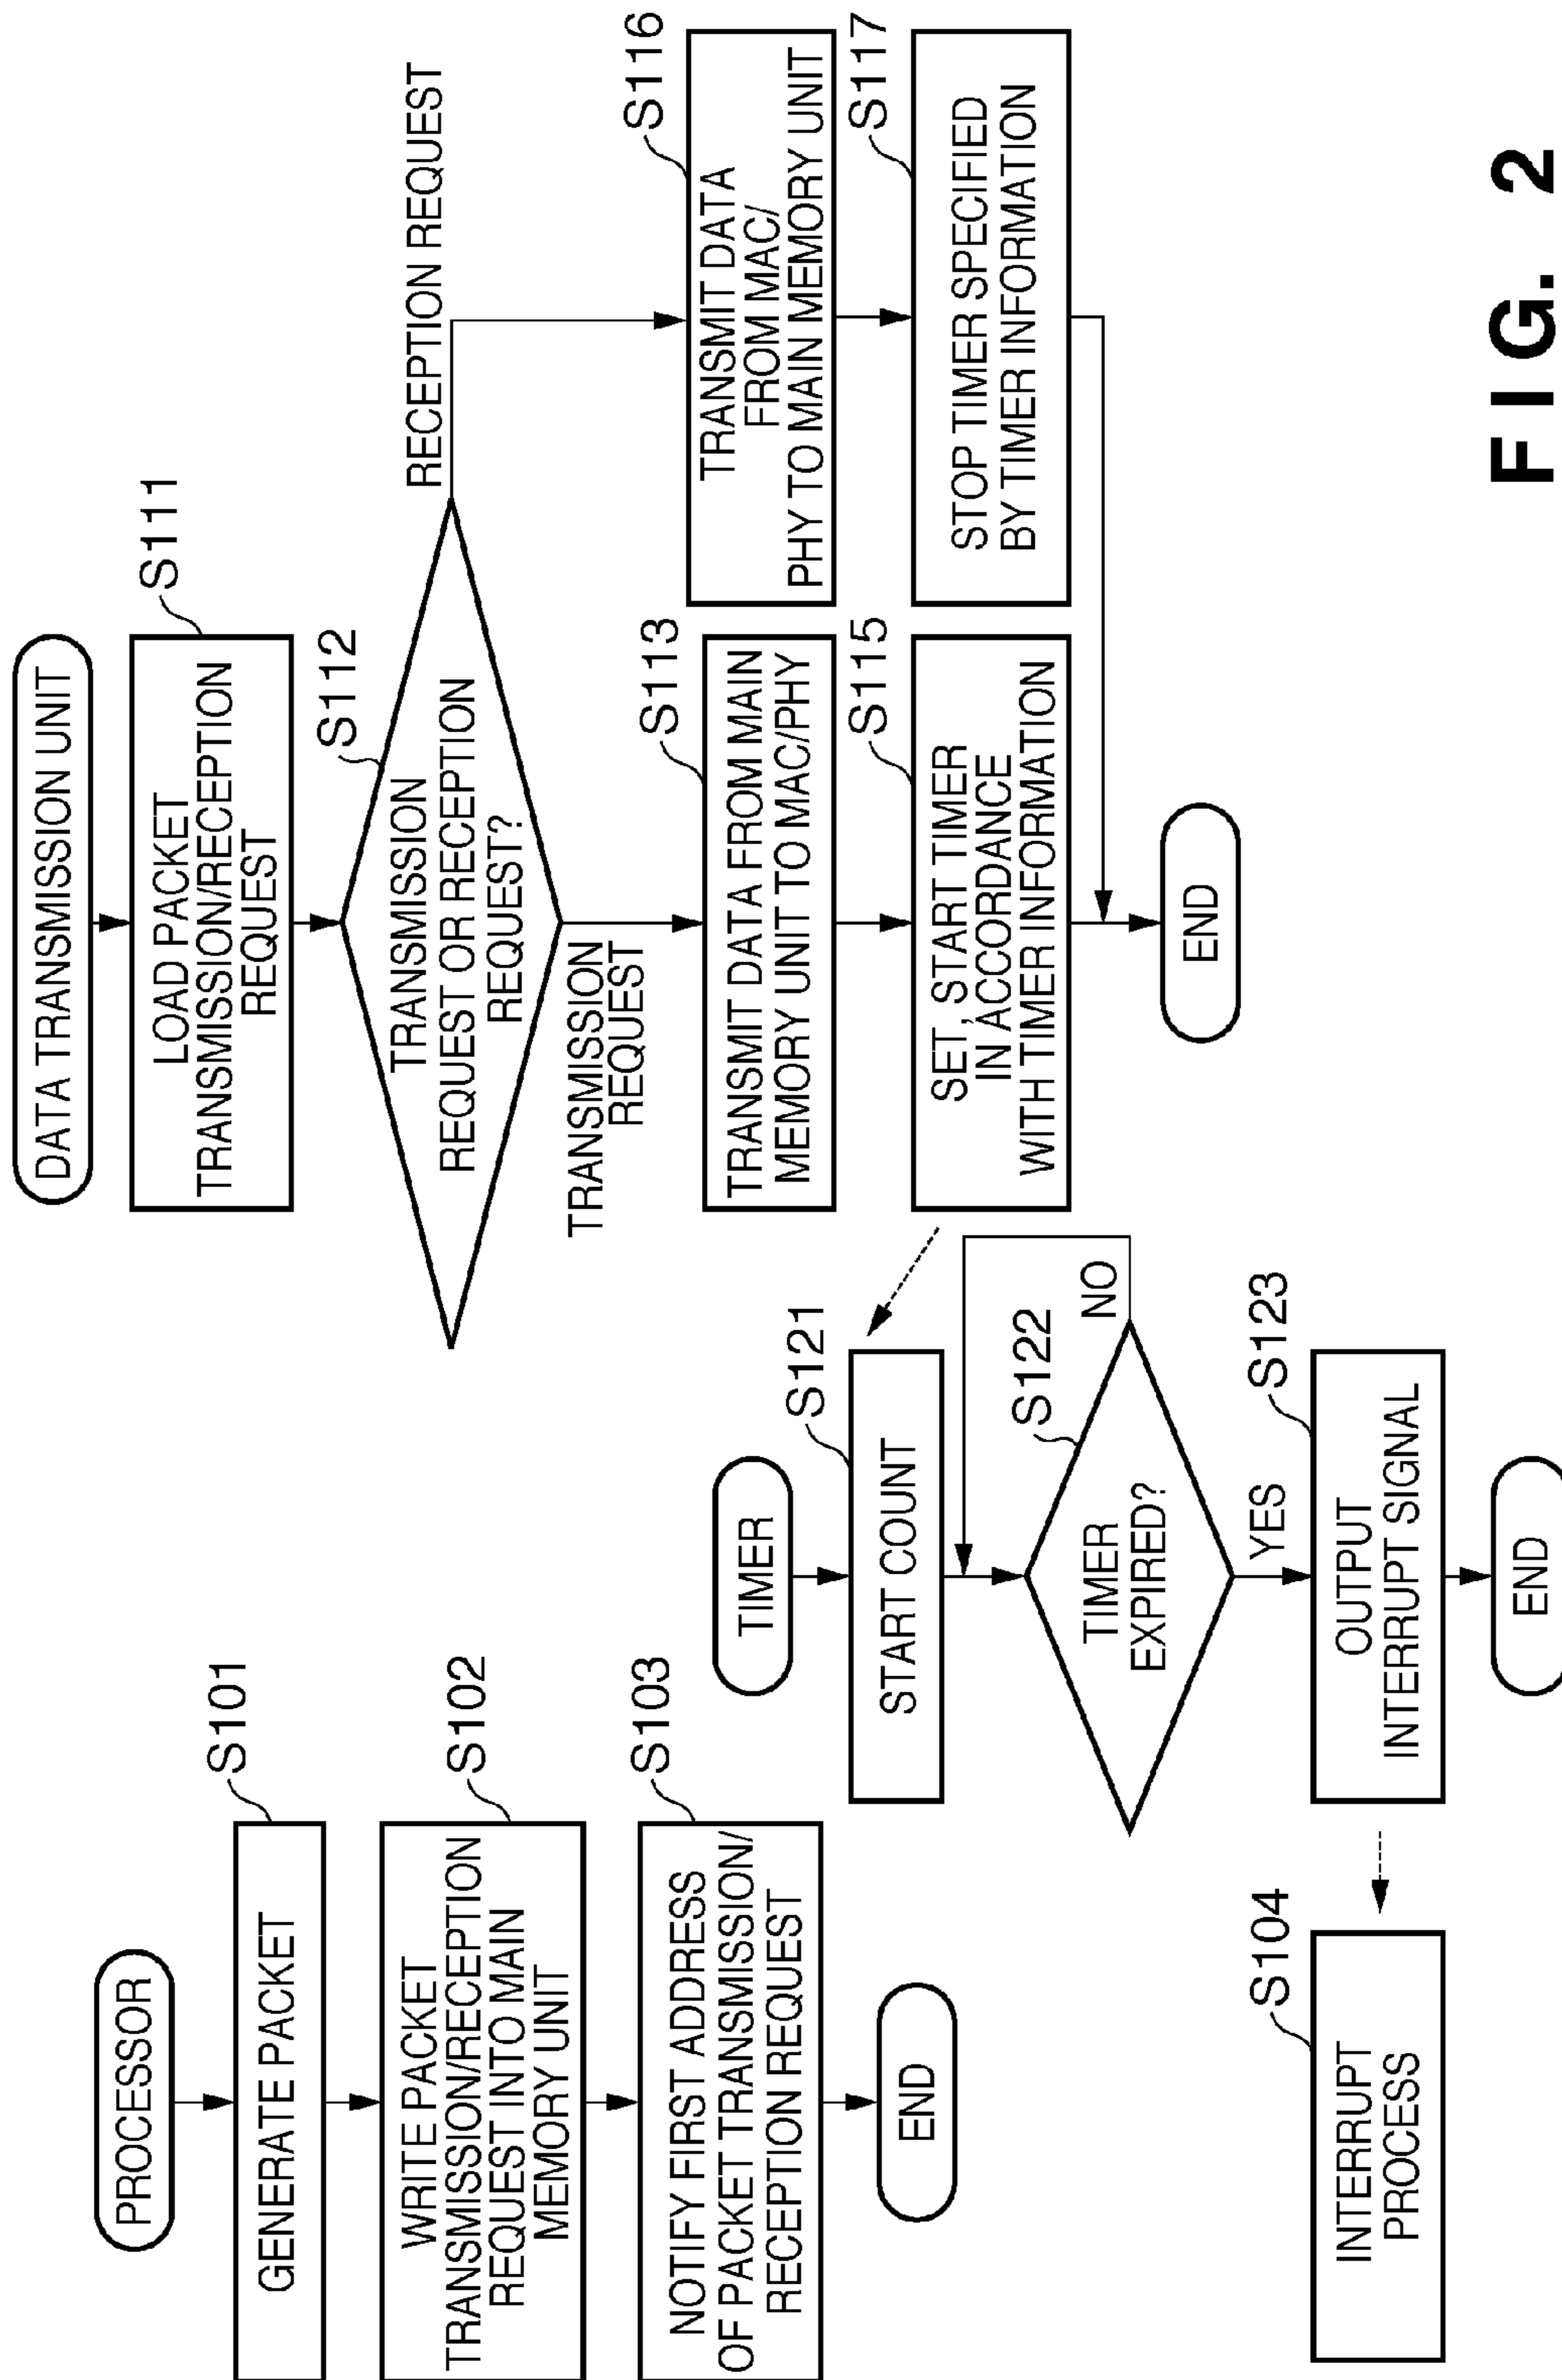 PROCESSOR
GENERATE PACKET
S101
WRITE PACKET
TRANSMISSION/RECEPTION
REQUEST INTO MAIN
MEMORY UNIT
S102
NOTIFY FIRST ADDRESS
OF PACKET TRANSMISSION/
RECEPTION REQUEST
S103
END
INTERRUPT
PROCESS
S104
TIMER
START COUNT
S121
TIMER
EXPIRED?
S122
NO
YES
OUTPUT
INTERRUPT SIGNAL
S123
END
DATA TRANSMISSION UNIT
LOAD PACKET
TRANSMISSION/RECEPTION
REQUEST
S111
TRANSMISSION
REQUEST OR RECEPTION
REQUEST?
S112
TRANSMISSION
REQUEST
RECEPTION REQUEST
TRANSMIT DATA FROM MAIN
MEMORY UNIT TO MAC/PHY
S113
SET, START TIMER
IN ACCORDANCE
WITH TIMER INFORMATION
S115
TRANSMIT DATA
FROM MAC/
PHY TO MAIN MEMORY UNIT
S116
STOP TIMER SPECIFIED
BY TIMER INFORMATION
S117
END
FIG. 2